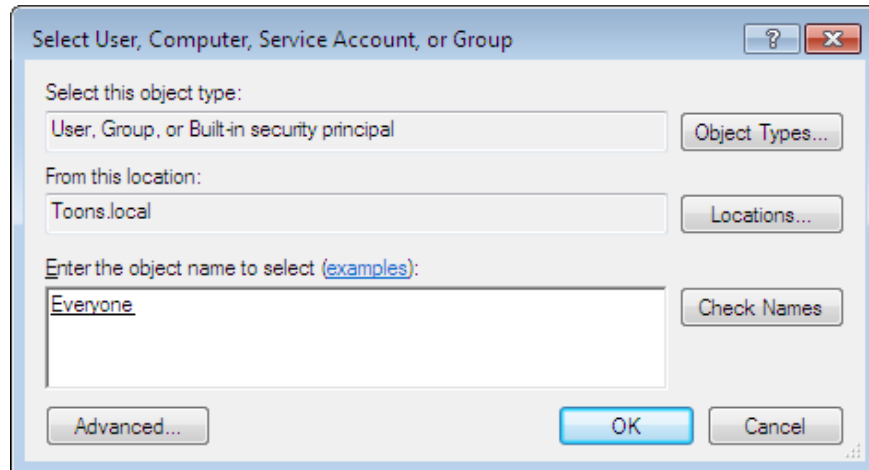 Select User, Computer, Service Account, or Group
Select this object type:
User, Group, or Built-in security principal
Object Types...
From this location:
Toons.local
Locations...
Enter the object name to select (examples):
Everyone
Check Names
Advanced...
OK
Cancel